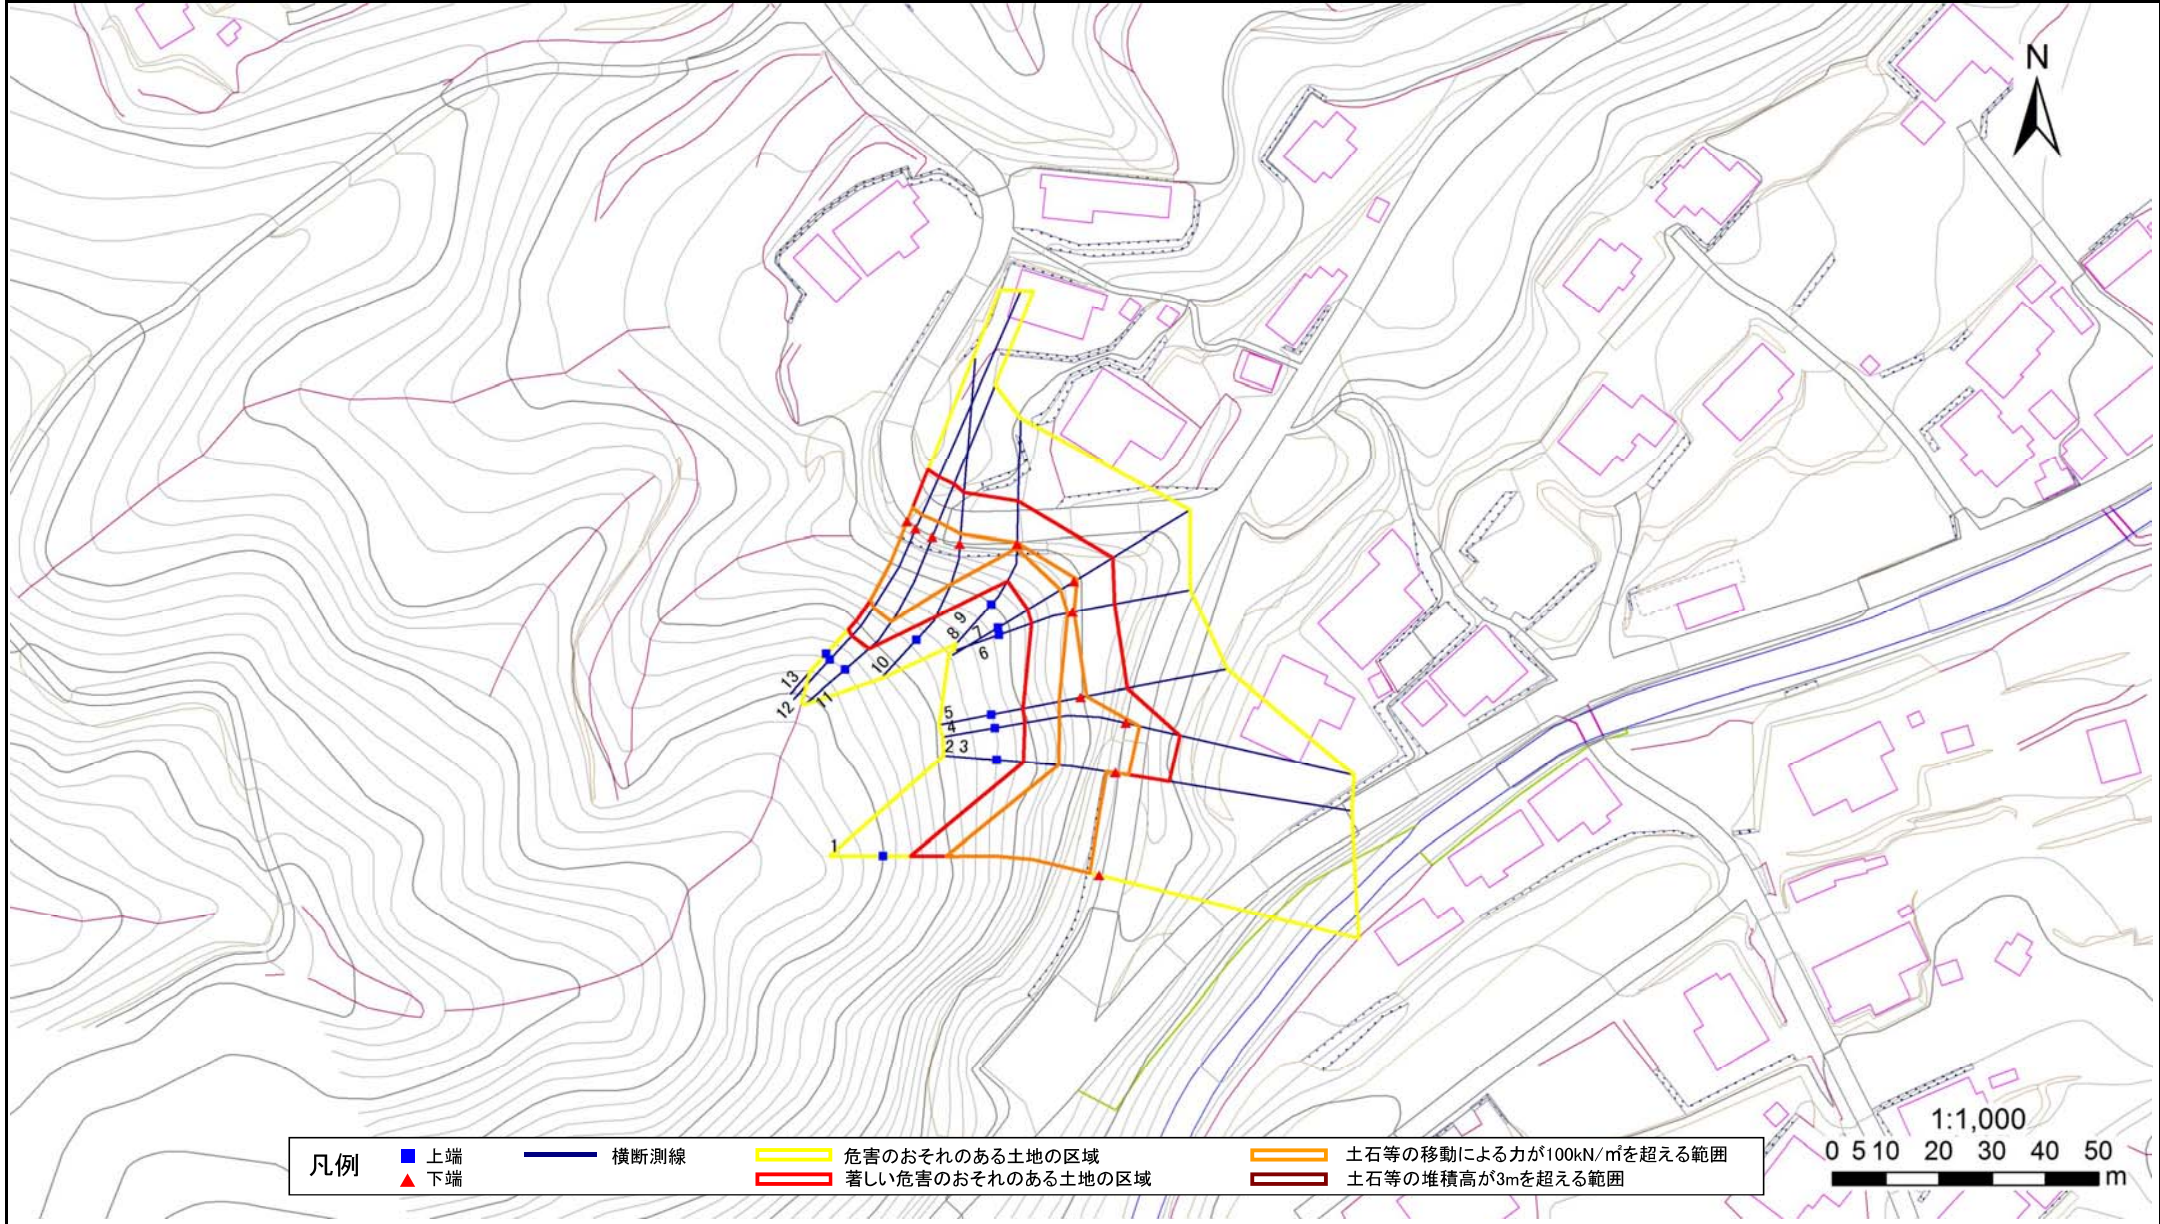 N
9
8
7
6
10
13
12
11
5
4
2 3
1
1:1,000
0 5 10 20 30 40 50
m
凡例
上端
下端
横断測線
危害のおそれのある土地の区域
著しい危害のおそれのある土地の区域
土石等の移動による力が100kN/㎡を超える範囲
土石等の堆積高が3mを超える範囲